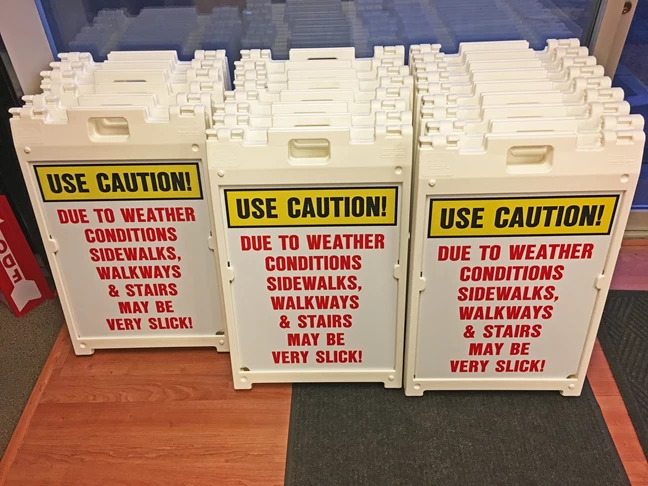 USE CAUTION!
DUE TO WEATHER
CONDITIONS
SIDEWALKS,
WALKWAYS
& STAIRS
MAY BE
VERY SLICK!
USE CAUTION!
DUE TO WEATHER
CONDITIONS
SIDEWALKS,
WALKWAYS
& STAIRS
MAY BE
VERY SLICK!
USE CAUTION!
DUE TO WEATHER
CONDITIONS
SIDEWALKS,
WALKWAYS
& STAIRS
MAY BE
VERY SLICK!